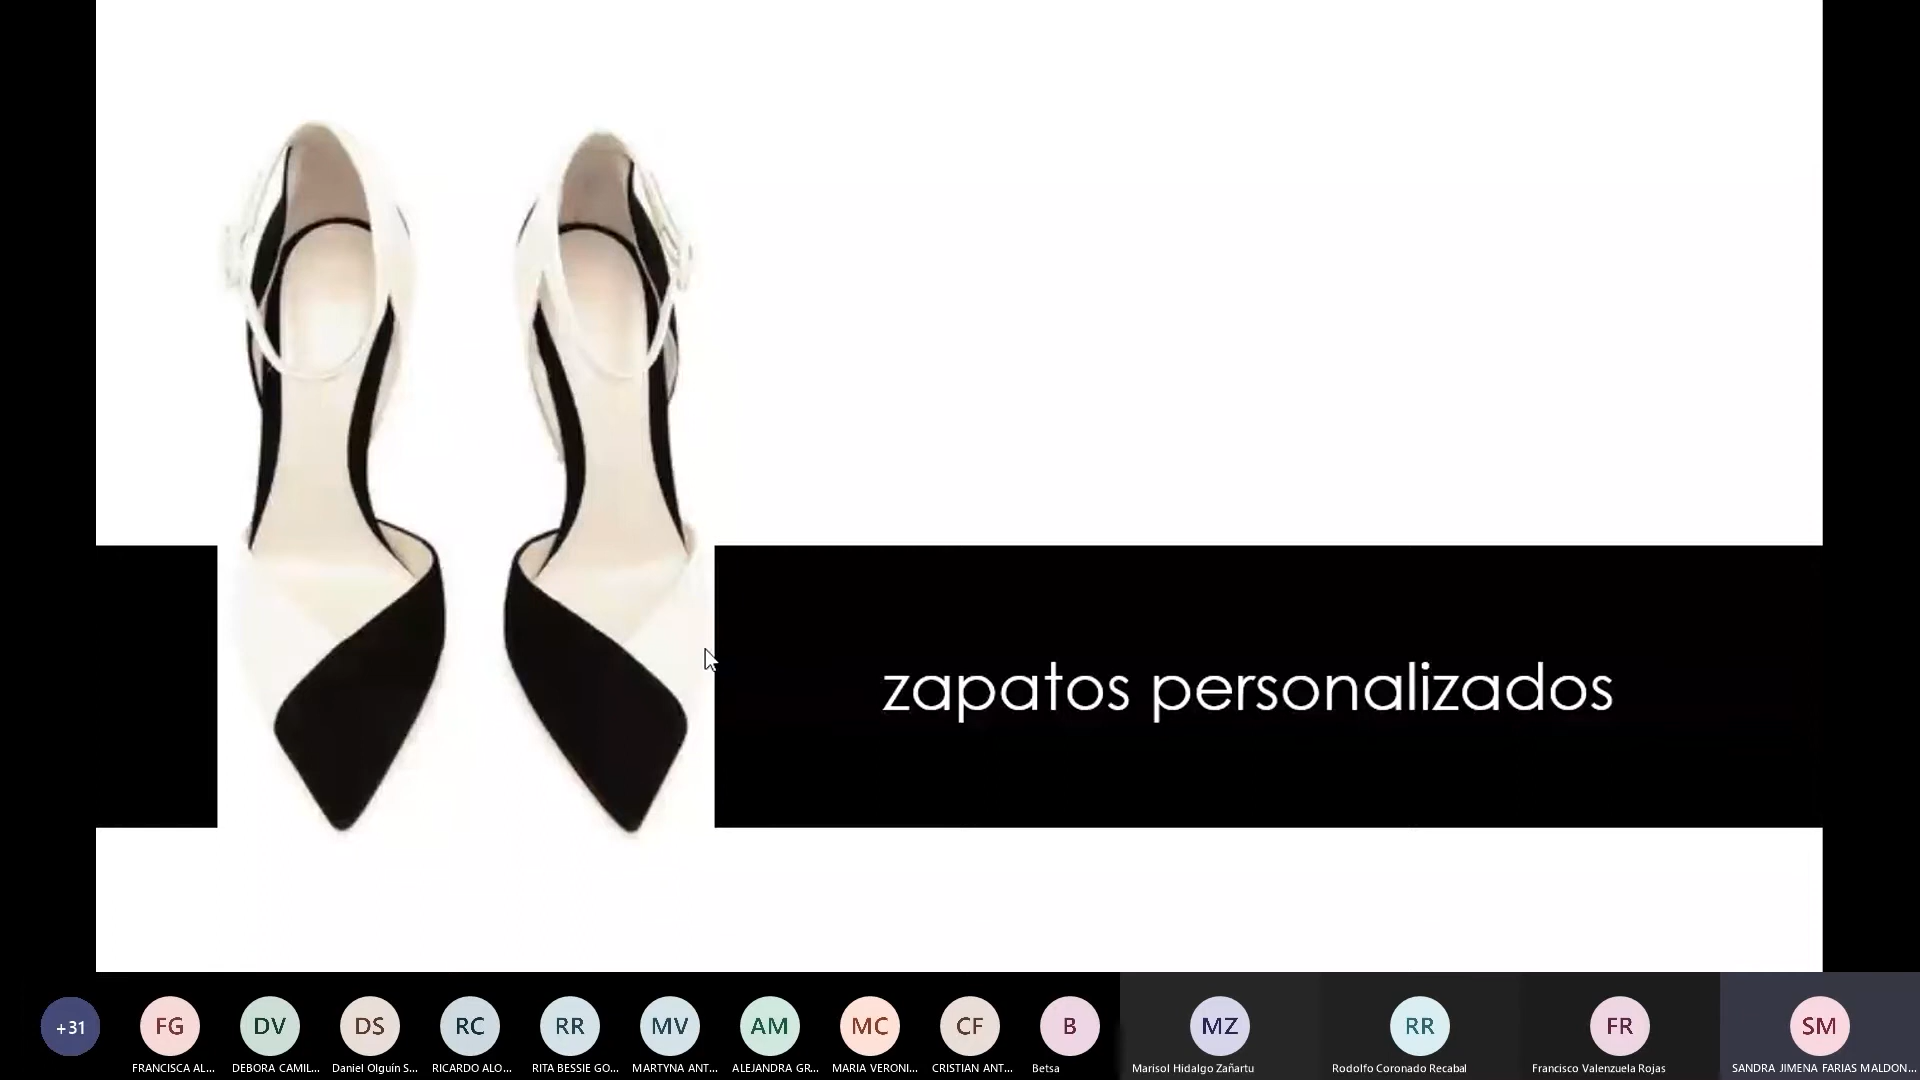 zapatos personalizados
+31
FG
DV
DS
RC
RR
MV
AM
MC
CF
B
MZ
RR
FR
SM
FRANCISCA AL...
DEBORA CAMIL...
Daniel Olguín S...
RICARDO ALO...
RITA BESSIE GO...
MARTYNA ANT...
ALEJANDRA GR...
MARIA VERONI...
CRISTIAN ANT...
Betsa
Marisol Hidalgo Zañartu
Rodolfo Coronado Recabal
Francisco Valenzuela Rojas
SANDRA JIMENA FARIAS MALDON...